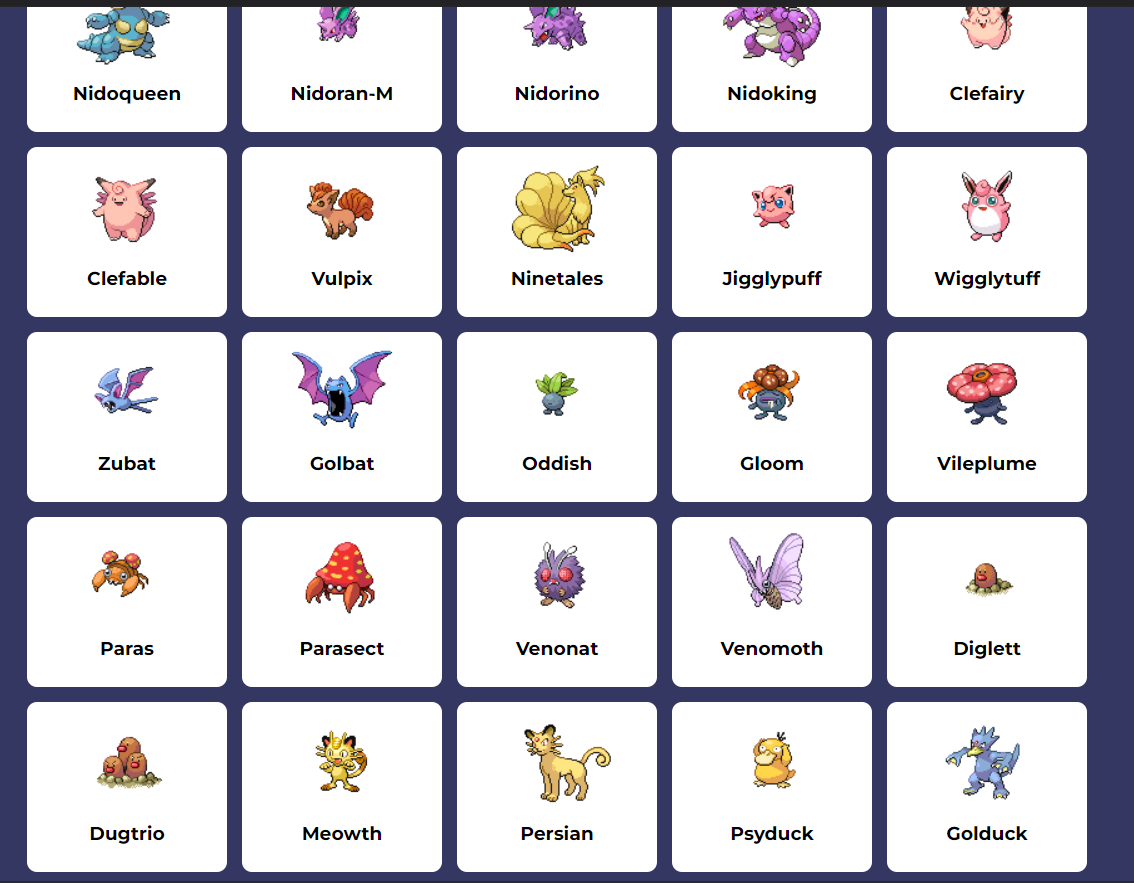 Nidoqueen
Nidoran-M
Nidorino
Nidoking
Clefairy
Clefable
Vulpix
Ninetales
Jigglypuff
Wigglytuff
Zubat
Golbat
Oddish
Gloom
Vileplume
Paras
Parasect
Venonat
Venomoth
Diglett
Dugtrio
Meowth
Persian
Psyduck
Golduck